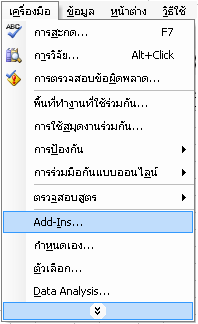 เครื่องมือ ข้อมูล หน้าต่าง วิธีใช้
การสะกด... F7
การวิจัย... Alt+Click
การตรวจสอบข้อผิดพลาด...
พื้นที่ทำงานที่ใช้ร่วมกัน...
การใช้สมุดงานร่วมกัน...
การป้องกัน
การร่วมมือกันแบบออนไลน์
ตรวจสอบสูตร
Add-Ins...
กำหนดเอง...
ตัวเลือก...
Data Analysis...